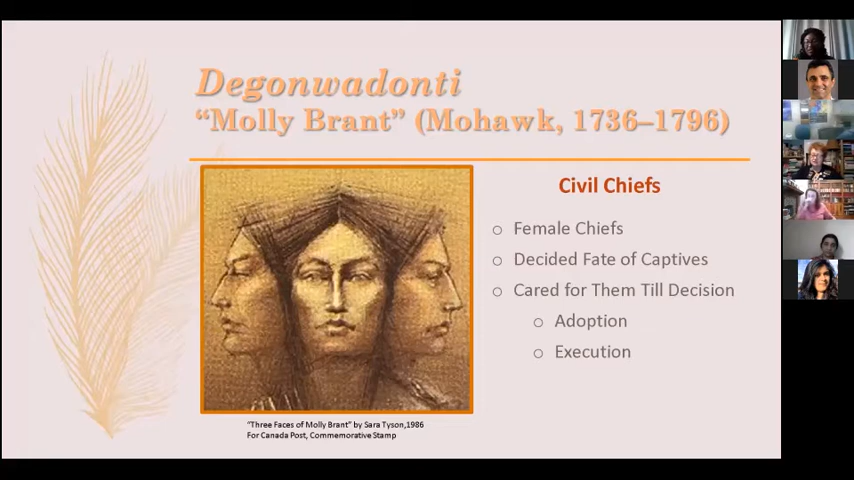 Degonwadonti
“Molly Brant” (Mohawk, 1736–1796)
Civil Chiefs
Female Chiefs
Decided Fate of Captives
Cared for Them Till Decision
Adoption
Execution
“Three Faces of Molly Brant” by Sara Tyson,1986
For Canada Post, Commemorative Stamp